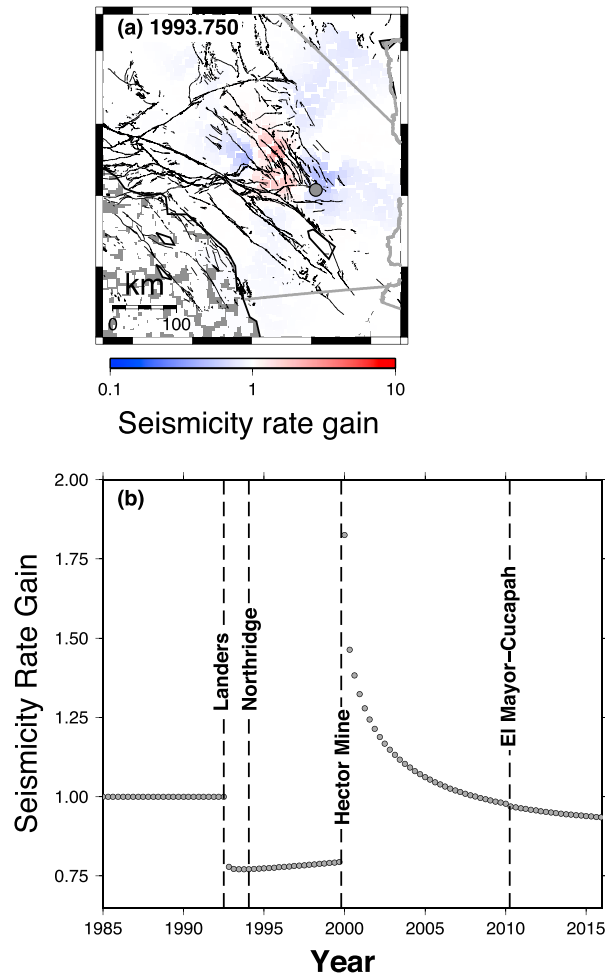 (a) 1993.750
km
0 100
0.1 1 10
Seismicity rate gain
(b)
2.00
1.75
1.50
1.25
1.00
0.75
Seismicity Rate Gain
Landers
Northridge
Hector Mine
El Mayor–Cucapah
1985 1990 1995 2000 2005 2010 2015
Year